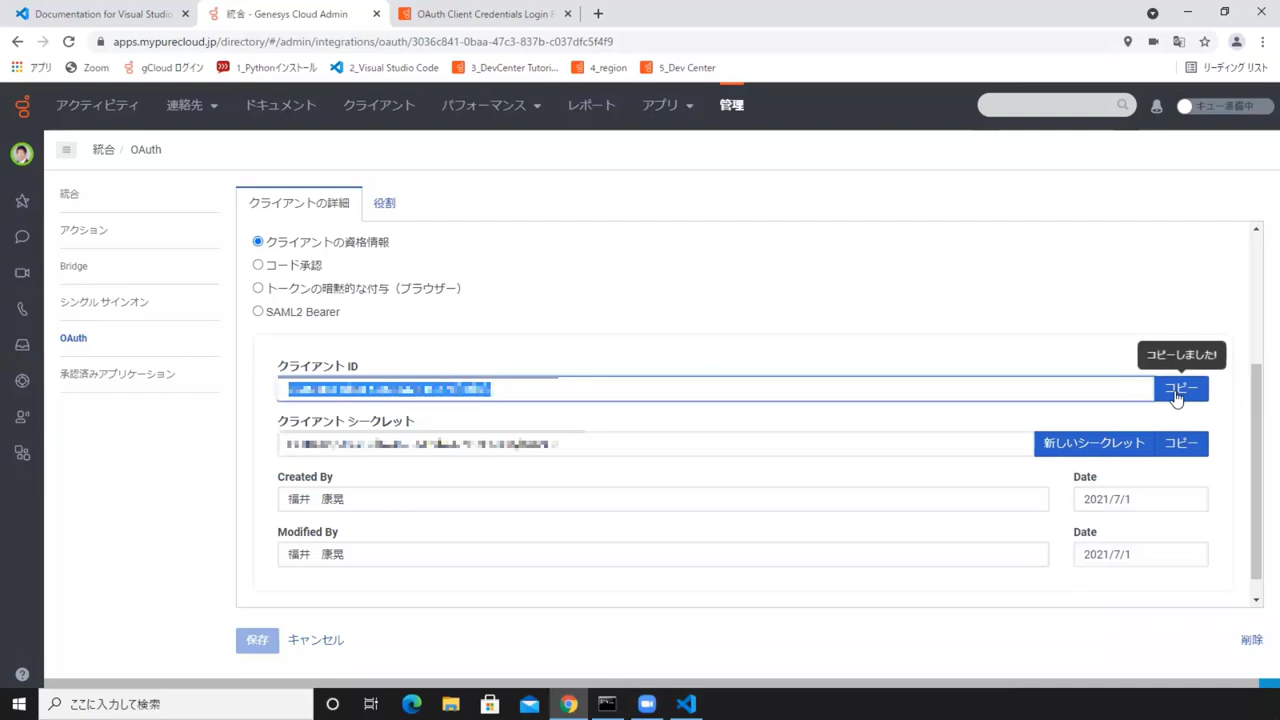 Documentation for Visual Studio
統合 - Genesys Cloud Admin
OAuth Client Credentials Login F
apps.mypurecloud.jp/directory/#/admin/integrations/oauth/3036c841-0baa-47c3-837b-c037dfc5f4f9
アプリ Zoom gCloud ログイン 1_Pythonインストール 2_Visual Studio Code 3_DevCenter Tutori... 4_region 5_Dev Center リーディング リスト
アクティビティ 連絡先 ドキュメント クライアント パフォーマンス レポート アプリ 管理 キュー準備中
統合 / OAuth
統合
アクション
Bridge
シングル サインオン
OAuth
承認済みアプリケーション
クライアントの詳細 役割
クライアントの資格情報
コード承認
トークンの暗黙的な付与（ブラウザー）
SAML2 Bearer
コピーしました!
クライアント ID
コピー
クライアント シークレット
新しいシークレット コピー
Created By Date
福井 康晃 2021/7/1
Modified By Date
福井 康晃 2021/7/1
保存 キャンセル 削除
ここに入力して検索